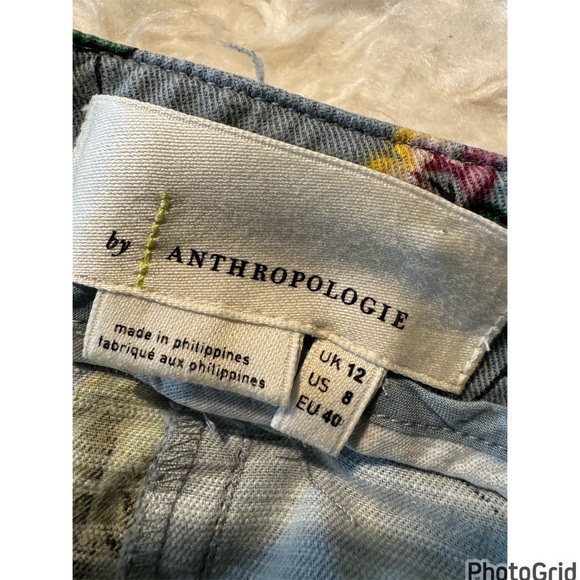 by ANTHROPOLOGIE
made in philippines
fabriqué aux philippines
UK 12
US 8
EU 40
PhotoGrid